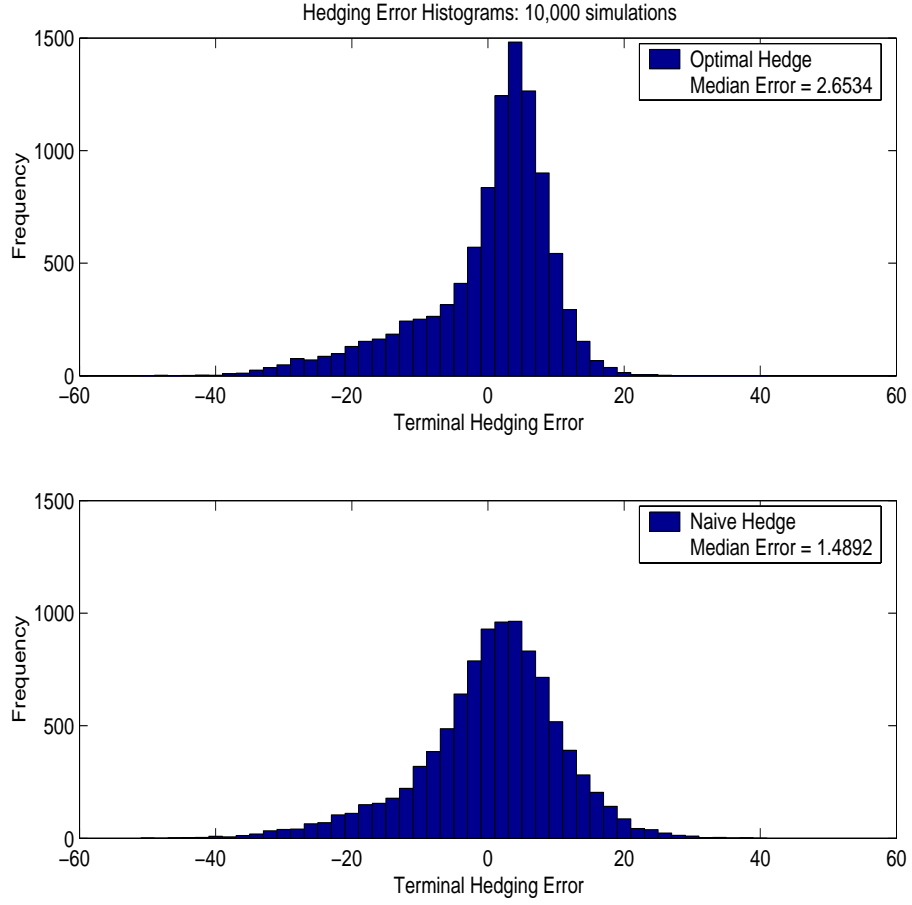 Hedging Error Histograms: 10,000 simulations
1500
1000
500
0
Frequency
Optimal Hedge
Median Error = 2.6534
−60 −40 −20 0 20 40 60
Terminal Hedging Error
1500
1000
500
0
Frequency
Naive Hedge
Median Error = 1.4892
−60 −40 −20 0 20 40 60
Terminal Hedging Error